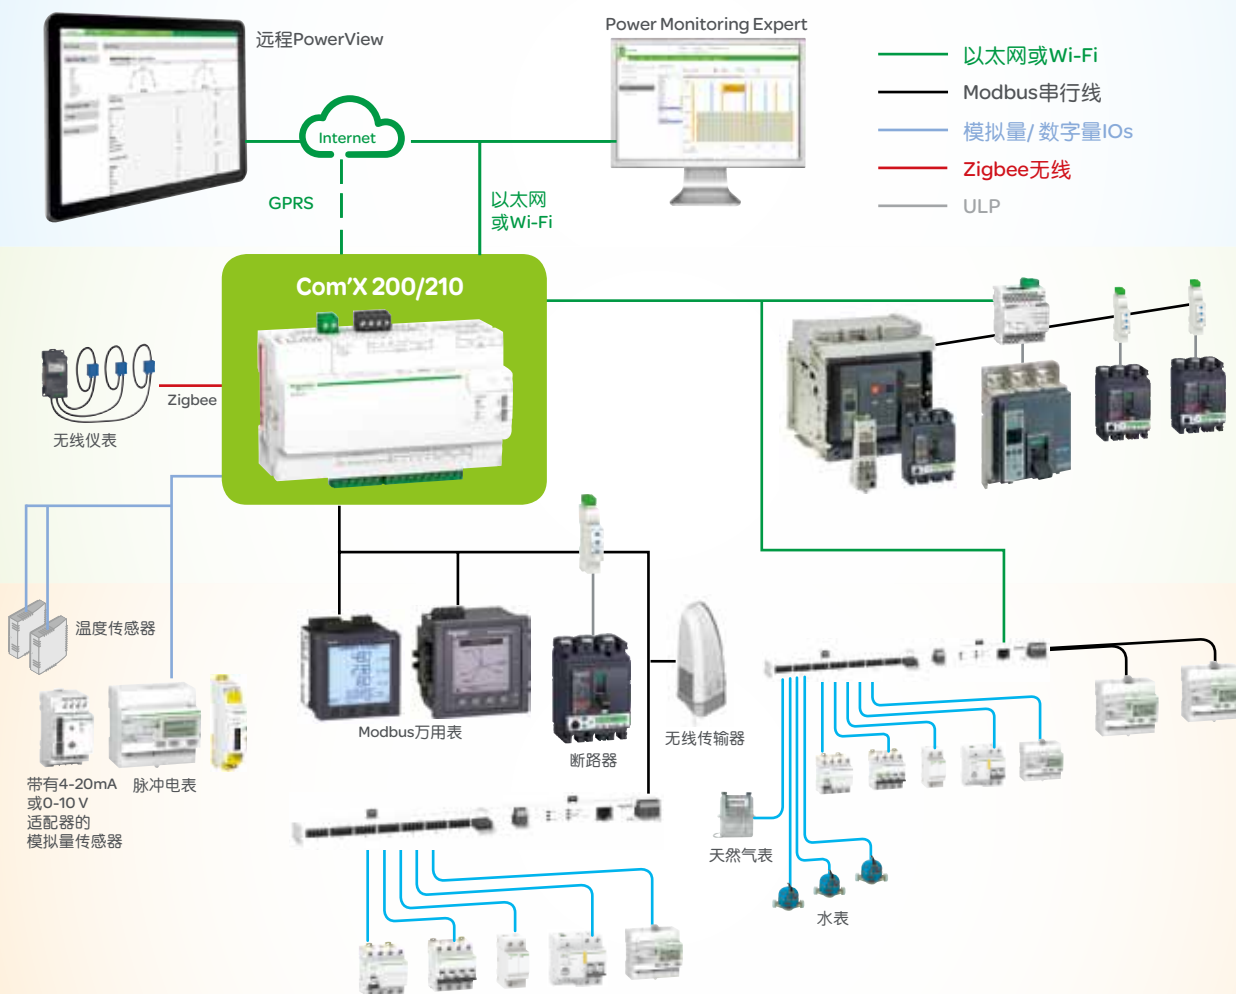 远程PowerView
Power Monitoring Expert
以太网或Wi-Fi
Modbus串行线
模拟量/ 数字量IOs
Zigbee无线
ULP
Internet
GPRS
以太网
或Wi-Fi
Com'X 200/210
Zigbee
无线仪表
温度传感器
带有4-20mA
或0-10 V
适配器的
模拟量传感器
脉冲电表
Modbus万用表
断路器
无线传输器
天然气表
水表